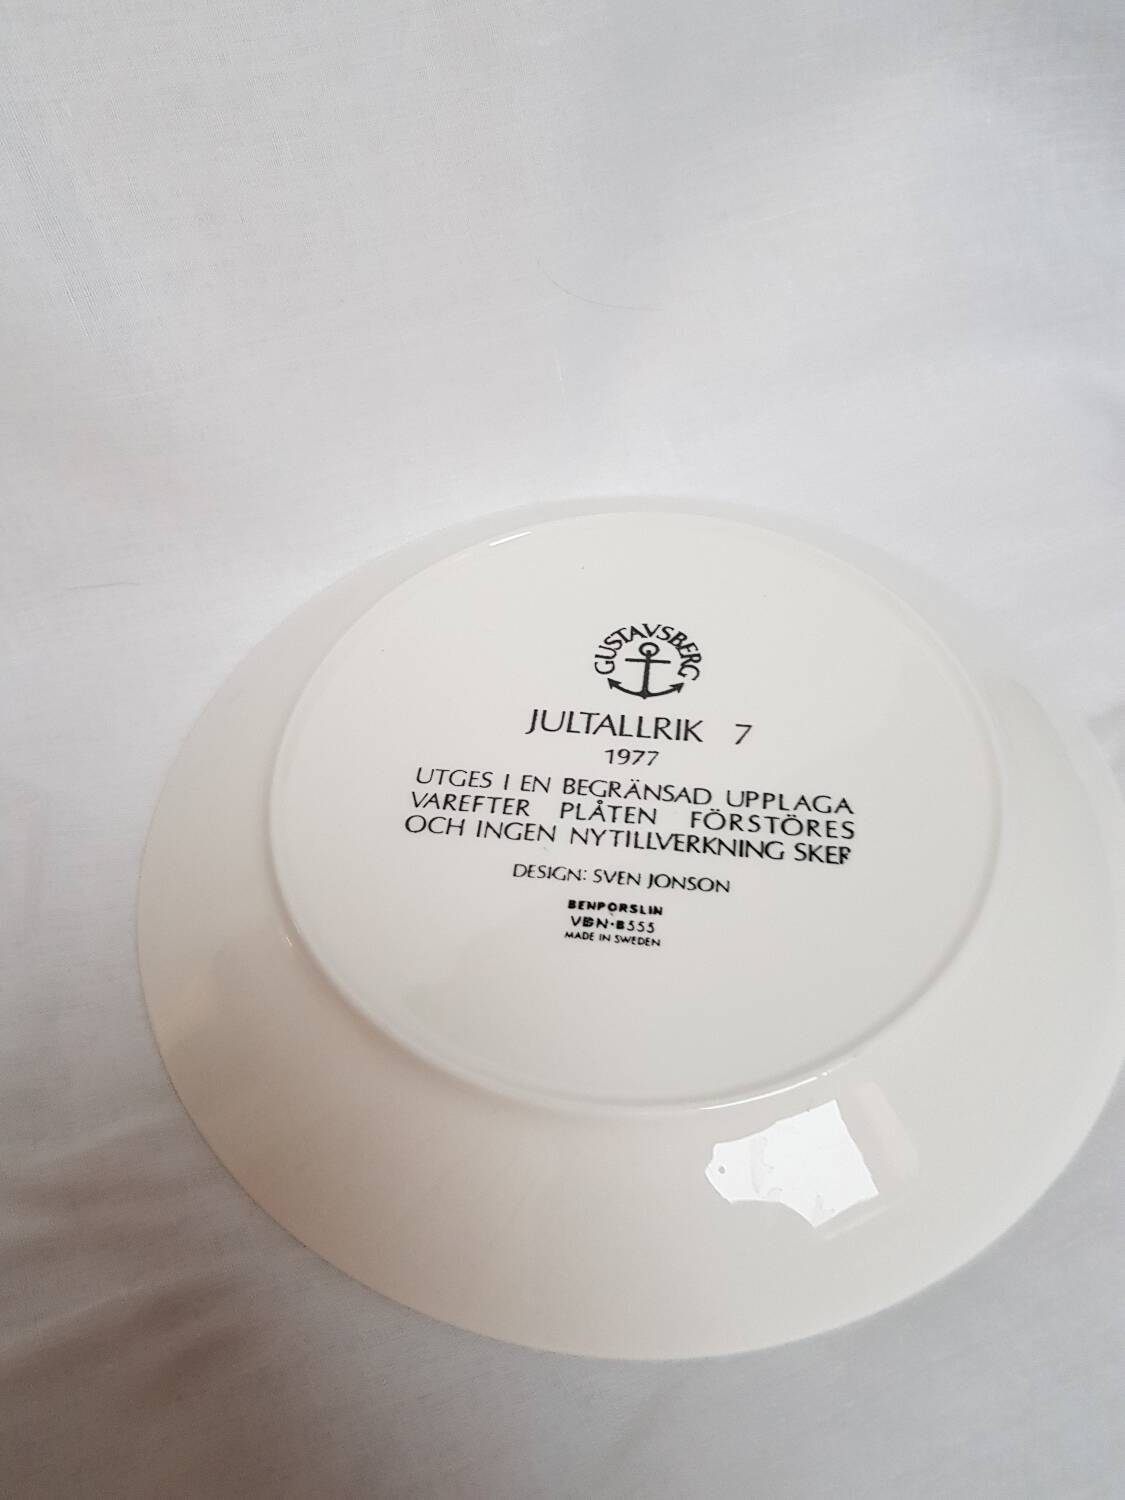 GUSTAVSBERG
JULTALLRIK 7
1977
UTGES I EN BEGRÄNSAD UPPLAGA
VAREFTER PLÅTEN FÖRSTÖRES
OCH INGEN NYTILLVERKNING SKER
DESIGN: SVEN JONSON
BENPORSLIN
VBN·B555
MADE IN SWEDEN